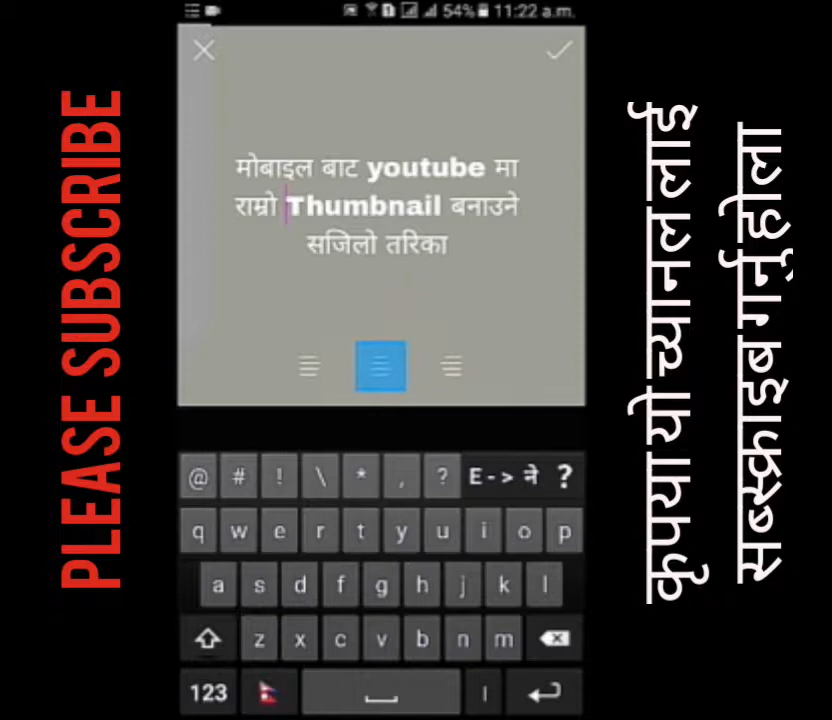 PLEASE SUBSCRIBE
54% 11:22 a.m.
मोबाइल बाट youtube मा
राम्रो Thumbnail बनाउने
सजिलो तरिका
@ # ! \ * , ? E-> ने ?
q w e r t y u i o p
a s d f g h j k l
z x c v b n m
123 |
कृपया यो च्यानल लाई
सब्स्क्राइब गर्नु होला